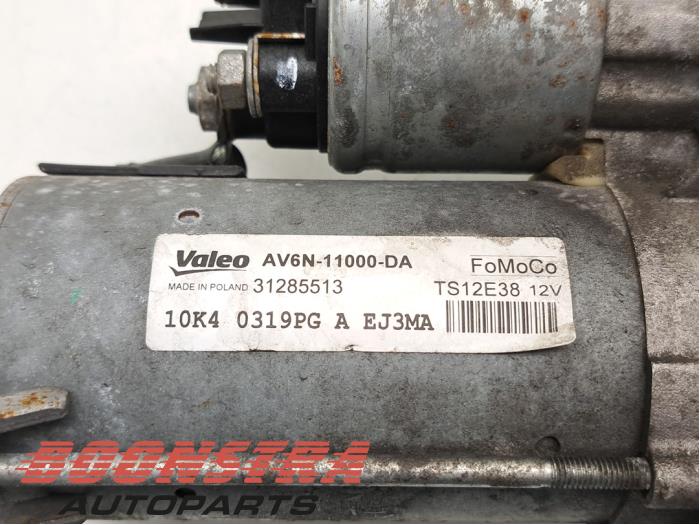 Valeo AV6N-11000-DA FoMoCo
MADE IN POLAND 31285513 TS12E38 12V
10K4 0319PG A EJ3MA
BOONSTRA
AUTOPARTS